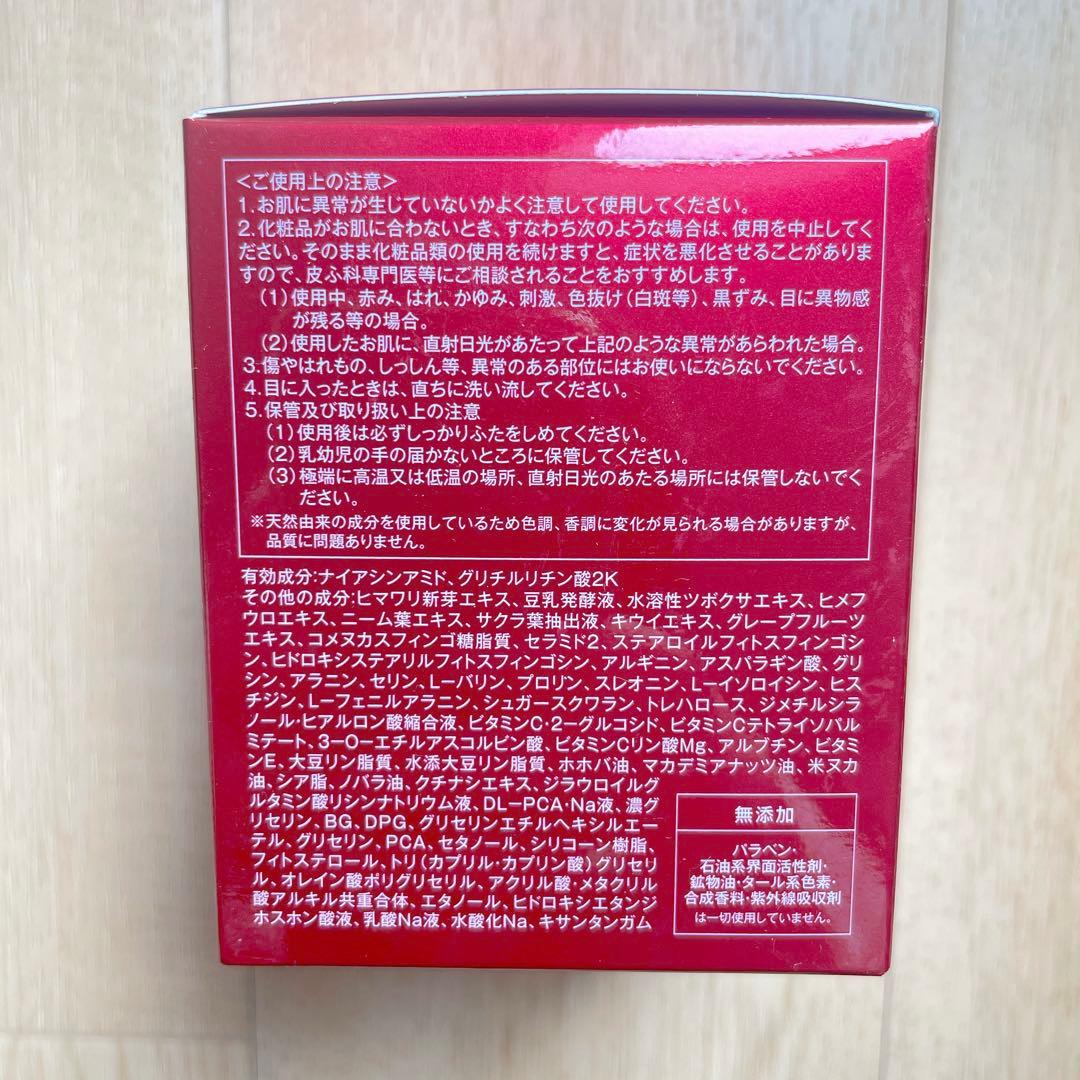 ＜ご使用上の注意＞
1. お肌に異常が生じていないかよく注意して使用してください。
2. 化粧品がお肌に合わないとき、すなわち次のような場合は、使用を中止してく
ださい。そのまま化粧品類の使用を続けますと、症状を悪化させることがありま
すので、皮ふ科専門医等にご相談されることをおすすめします。
（1）使用中、赤み、はれ、かゆみ、刺激、色抜け（白斑等）、黒ずみ、目に異物感
が残る等の場合。
（2）使用したお肌に、直射日光があたって上記のような異常があらわれた場合。
3. 傷やはれもの、しっしん等、異常のある部位にはお使いにならないでください。
4. 目に入ったときは、直ちに洗い流してください。
5. 保管及び取り扱い上の注意
（1）使用後は必ずしっかりふたをしめてください。
（2）乳幼児の手の届かないところに保管してください。
（3）極端に高温又は低温の場所、直射日光のあたる場所には保管しないでく
ださい。
※天然由来の成分を使用しているため色調、香調に変化が見られる場合がありますが、
品質に問題ありません。
有効成分：ナイアシンアミド、グリチルリチン酸2K
その他の成分：ヒマワリ新芽エキス、豆乳発酵液、水溶性ツボクサエキス、ヒメフ
ウロエキス、ニーム葉エキス、サクラ葉抽出液、キウイエキス、グレープフルーツ
エキス、コメヌカスフィンゴ糖脂質、セラミド2、ステアロイルフィトスフィンゴシ
ン、ヒドロキシステアリルフィトスフィンゴシン、アルギニン、アスパラギン酸、グリ
シン、アラニン、セリン、L－バリン、プロリン、スレオニン、L－イソロイシン、ヒス
チジン、L－フェニルアラニン、シュガースクワラン、トレハロース、ジメチルシラ
ノール・ヒアルロン酸縮合液、ビタミンC・2－グルコシド、ビタミンCテトライソパル
ミテート、3－O－エチルアスコルビン酸、ビタミンCリン酸Mg、アルブチン、ビタミ
ンE、大豆リン脂質、水添大豆リン脂質、ホホバ油、マカデミアナッツ油、米ヌカ
油、シア脂、ノバラ油、クチナシエキス、ジラウロイルグ
ルタミン酸リシンナトリウム液、DL－PCA・Na液、濃グ
リセリン、BG、DPG、グリセリンエチルヘキシルエー
テル、グリセリン、PCA、セタノール、シリコーン樹脂、
フィトステロール、トリ（カプリル・カプリン酸）グリセリ
ル、オレイン酸ポリグリセリル、アクリル酸・メタクリル
酸アルキル共重合体、エタノール、ヒドロキシエタンジ
ホスホン酸液、乳酸Na液、水酸化Na、キサンタンガム
無添加
パラベン・
石油系界面活性剤・
鉱物油・タール系色素・
合成香料・紫外線吸収剤
は一切使用していません。